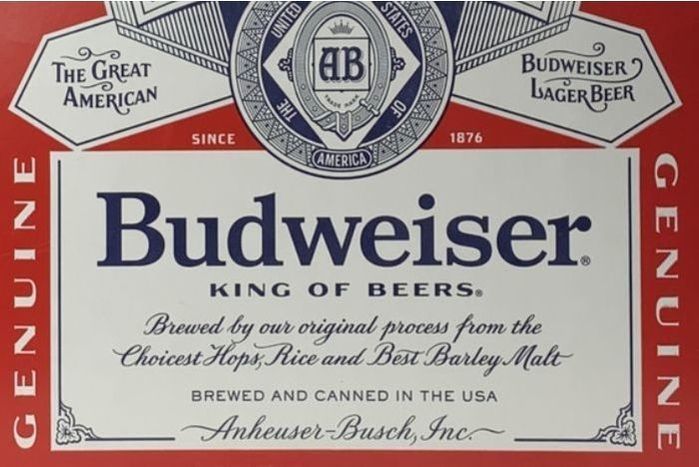 UNITED STATES
THE OF
AMERICA
AB
TRADE MARK
THE GREAT
AMERICAN
BUDWEISER
LAGER BEER
SINCE 1876
GENUINE
GENUINE
Budweiser®
KING OF BEERS®
Brewed by our original process from the
Choicest Hops, Rice and Best Barley Malt
BREWED AND CANNED IN THE USA
Anheuser-Busch, Inc.